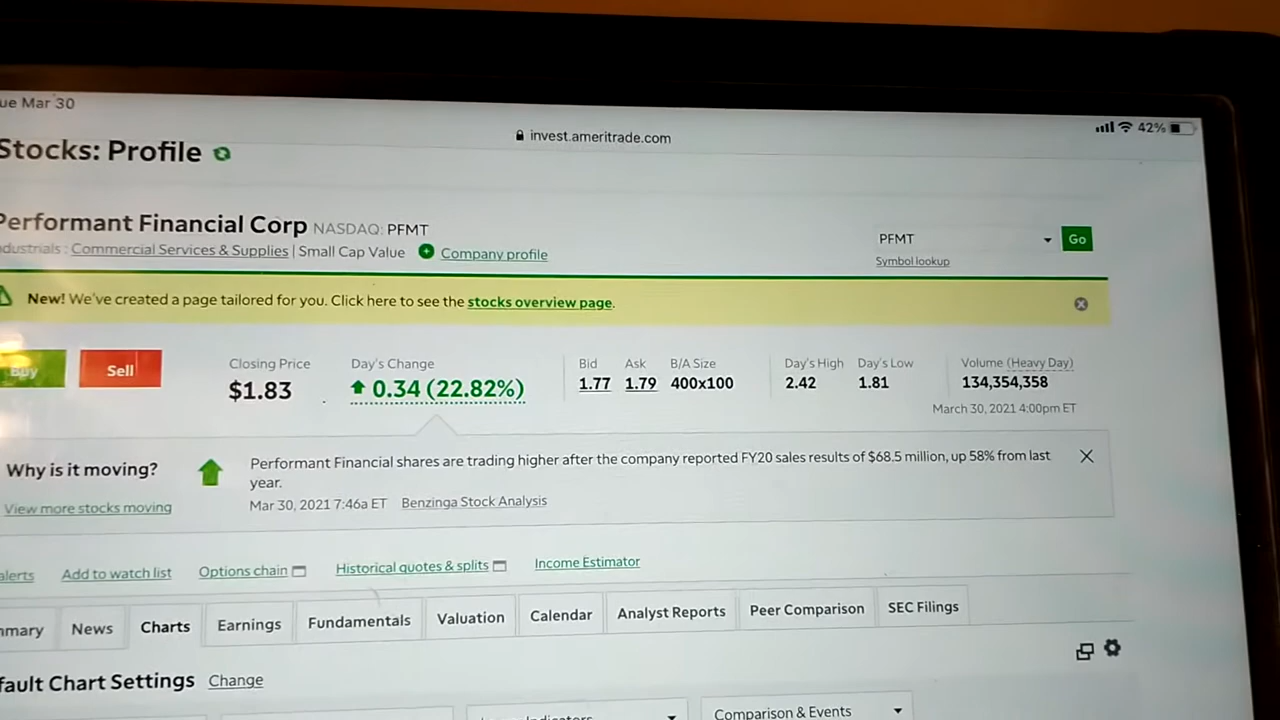 ue Mar 30
invest.ameritrade.com
42%
Stocks: Profile
Performant Financial Corp NASDAQ: PFMT
ndustrials : Commercial Services & Supplies | Small Cap Value Company profile
PFMT Go
Symbol lookup
New! We've created a page tailored for you. Click here to see the stocks overview page.
Buy Sell
Closing Price Day's Change Bid Ask B/A Size Day's High Day's Low Volume (Heavy Day)
$1.83 0.34 (22.82%) 1.77 1.79 400x100 2.42 1.81 134,354,358
March 30, 2021 4:00pm ET
Why is it moving?
View more stocks moving
Performant Financial shares are trading higher after the company reported FY20 sales results of $68.5 million, up 58% from last
year.
Mar 30, 2021 7:46a ET Benzinga Stock Analysis
alerts Add to watch list Options chain Historical quotes & splits Income Estimator
mmary News Charts Earnings Fundamentals Valuation Calendar Analyst Reports Peer Comparison SEC Filings
fault Chart Settings Change
Comparison & Events